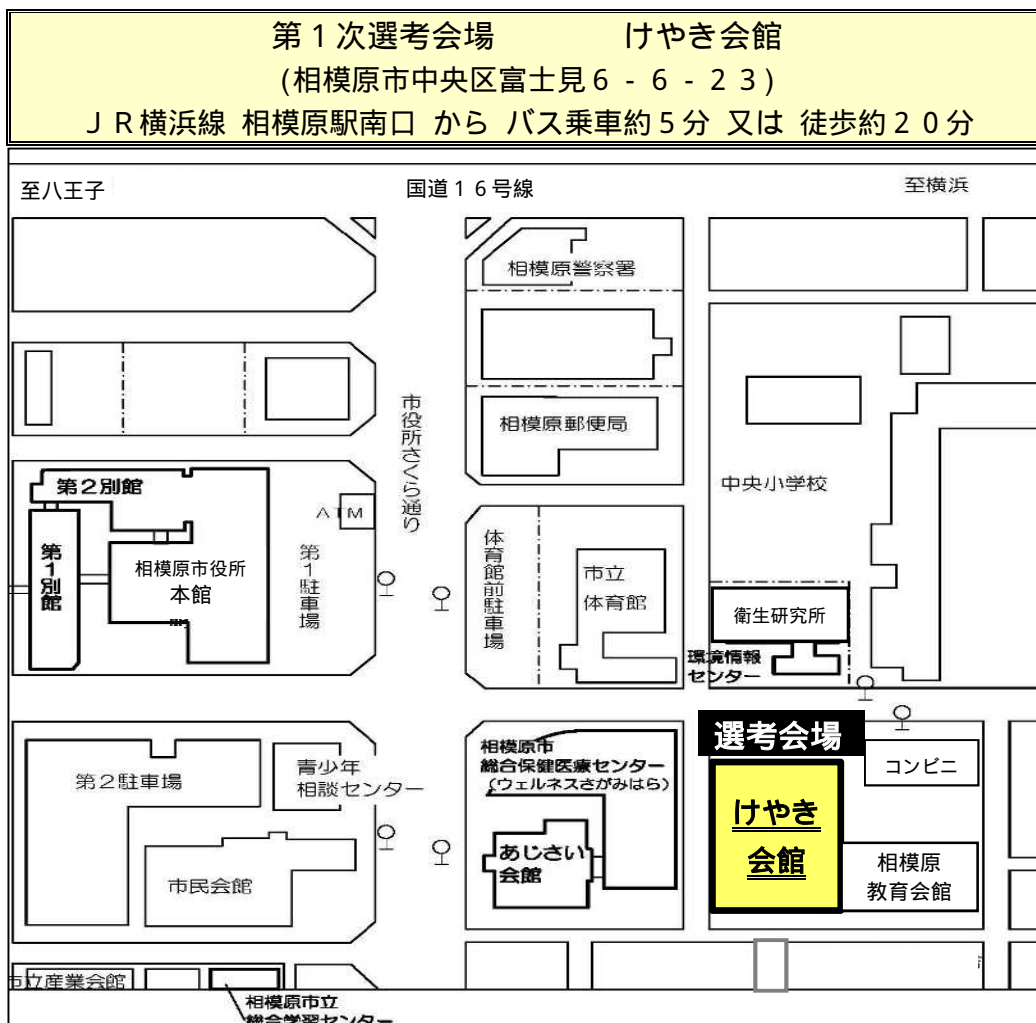 第１次選考会場　　　けやき会館
(相模原市中央区富士見６-６-２３)
ＪＲ横浜線 相模原駅南口 から バス乗車約５分 又は 徒歩約２０分
至八王子
国道１６号線
至横浜
相模原警察署
市役所さくら通り
相模原郵便局
中央小学校
第２別館
ATM
第１別館
相模原市役所
本館
第１駐車場
体育館前駐車場
市立
体育館
衛生研究所
環境情報
センター
選考会場
第２駐車場
青少年
相談センター
相模原市
総合保健医療センター
(ウェルネスさがみはら)
コンビニ
けやき
会館
あじさい
会館
市民会館
相模原
教育会館
市立産業会館
相模原市立
総合学習センター